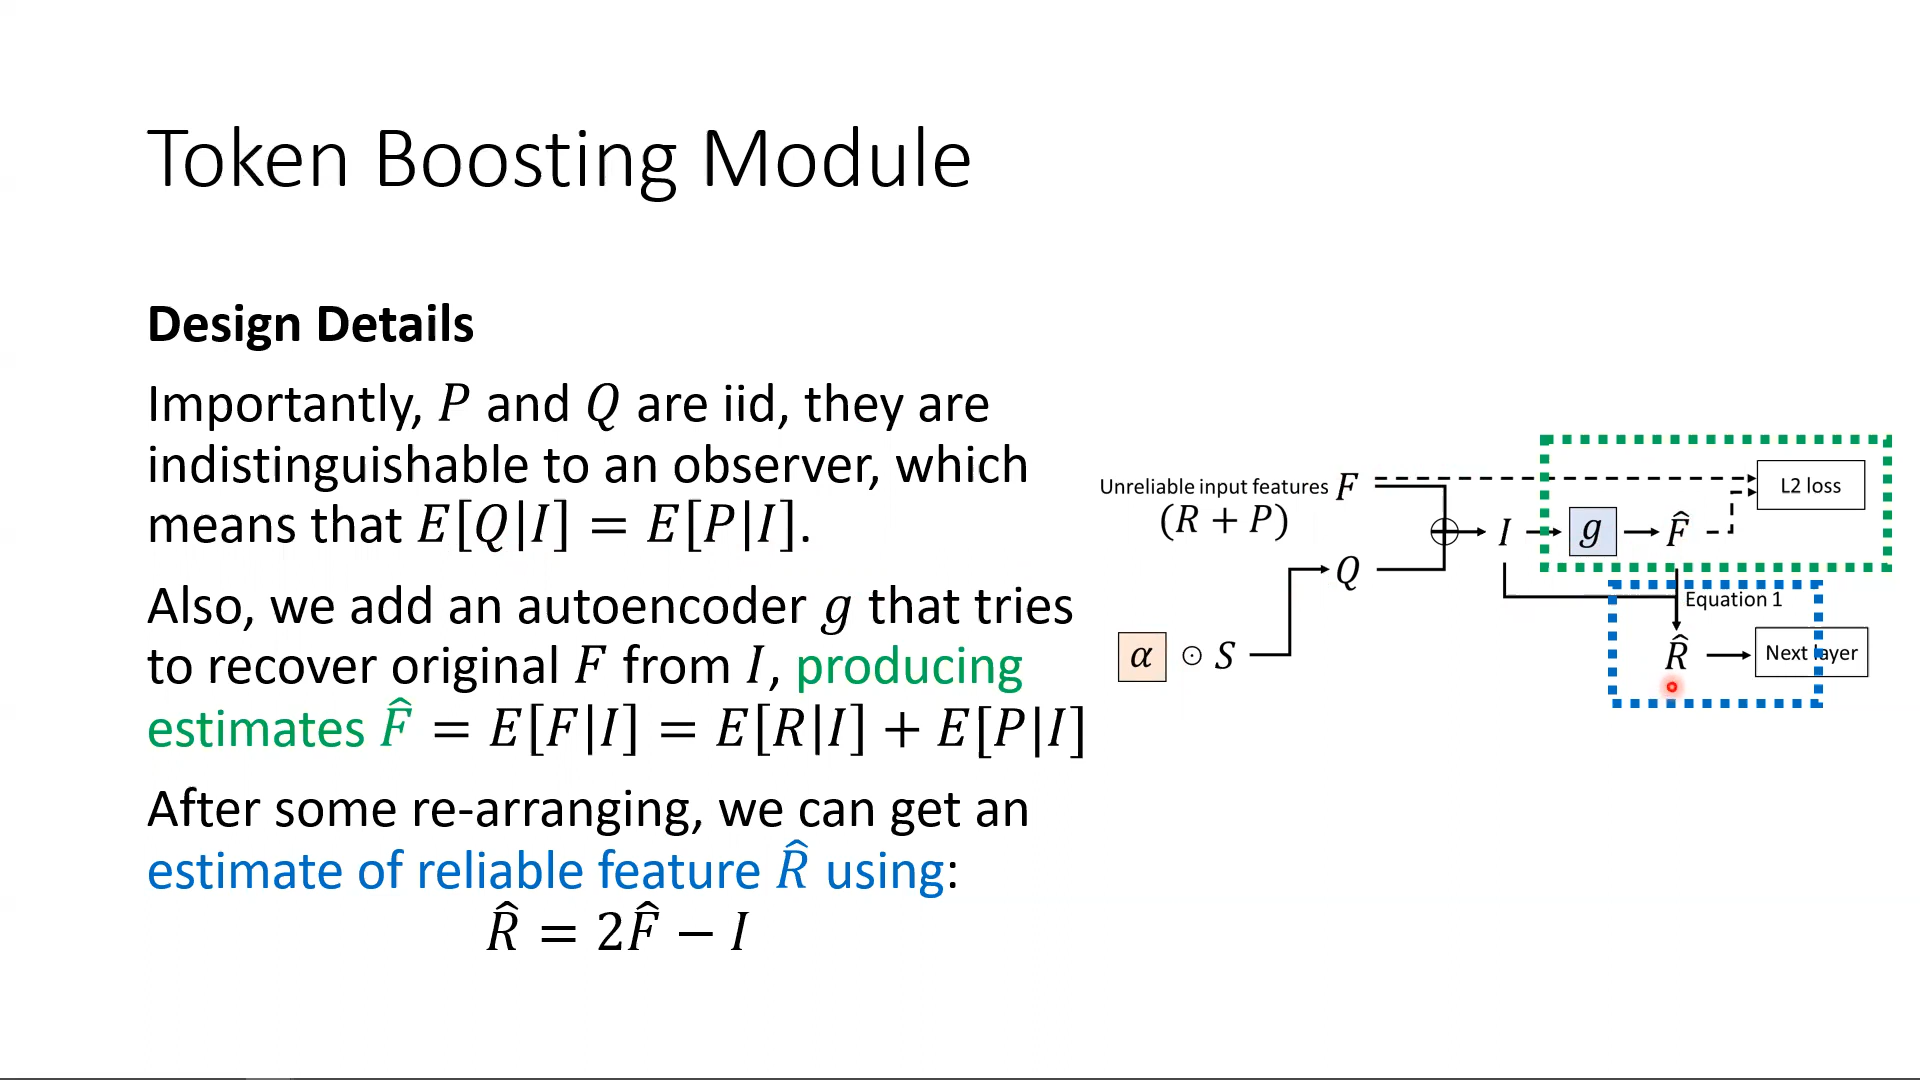 Token Boosting Module
Design Details
Importantly, P and Q are iid, they are
indistinguishable to an observer, which
means that E[Q|I] = E[P|I].
Also, we add an autoencoder g that tries
to recover original F from I, producing
estimates F̂ = E[F|I] = E[R|I] + E[P|I]
After some re-arranging, we can get an
estimate of reliable feature R̂ using:
R̂ = 2F̂ − I
Unreliable input features F
(R + P)
L2 loss
I
g
F̂
Q
Equation 1
α ⊙ S
R̂
Next layer